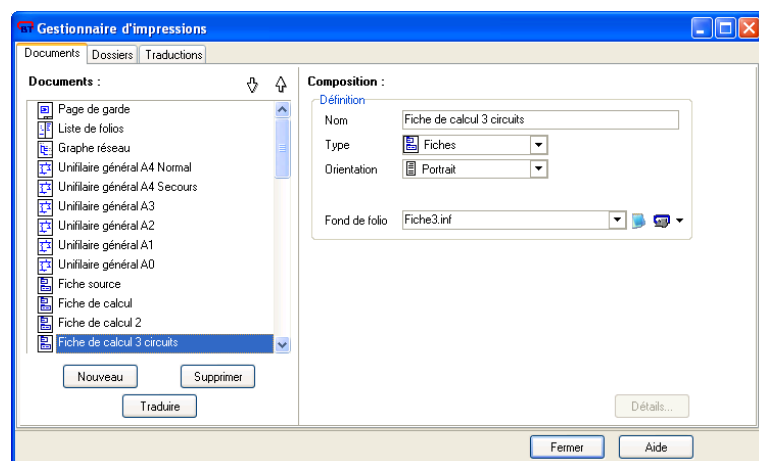 BT Gestionnaire d'impressions
Documents Dossiers Traductions
Documents :
Page de garde
Liste de folios
Graphe réseau
Unifilaire général A4 Normal
Unifilaire général A4 Secours
Unifilaire général A3
Unifilaire général A2
Unifilaire général A1
Unifilaire général A0
Fiche source
Fiche de calcul
Fiche de calcul 2
Fiche de calcul 3 circuits
Nouveau Supprimer
Traduire
Composition :
Définition
Nom Fiche de calcul 3 circuits
Type Fiches
Orientation Portrait
Fond de folio Fiche3.inf
Détails...
Fermer Aide